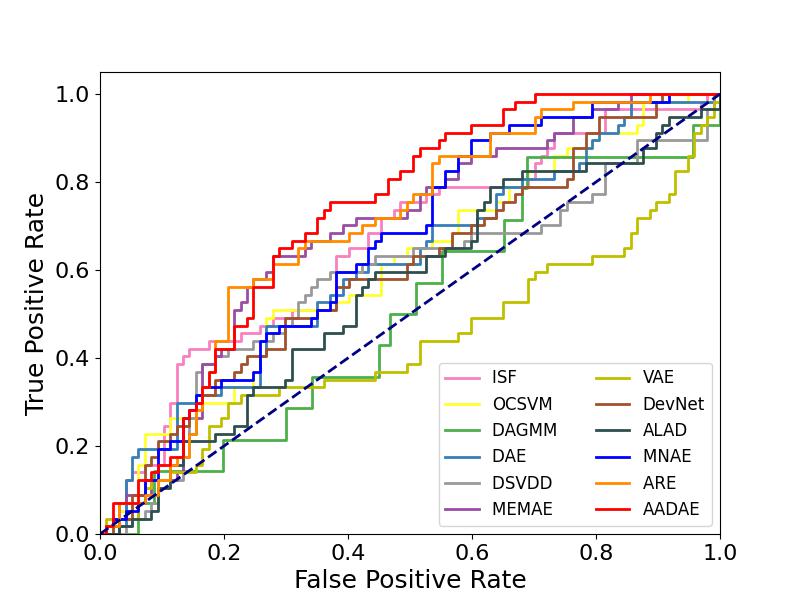 1.0
0.8
0.6
0.4
0.2
0.0
True Positive Rate
0.0 0.2 0.4 0.6 0.8 1.0
False Positive Rate
ISF VAE
OCSVM DevNet
DAGMM ALAD
DAE MNAE
DSVDD ARE
MEMAE AADAE